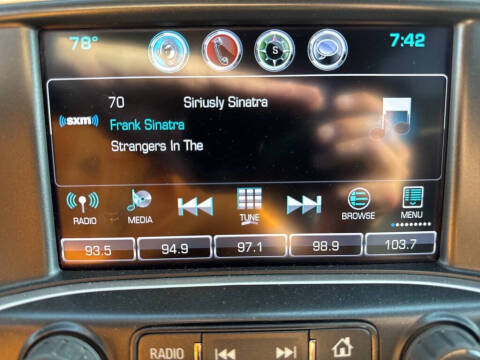 78° S 7:42
70 Siriusly Sinatra
((sxm))
Frank Sinatra
Strangers In The
RADIO MEDIA TUNE BROWSE MENU
93.5 94.9 97.1 98.9 103.7
RADIO